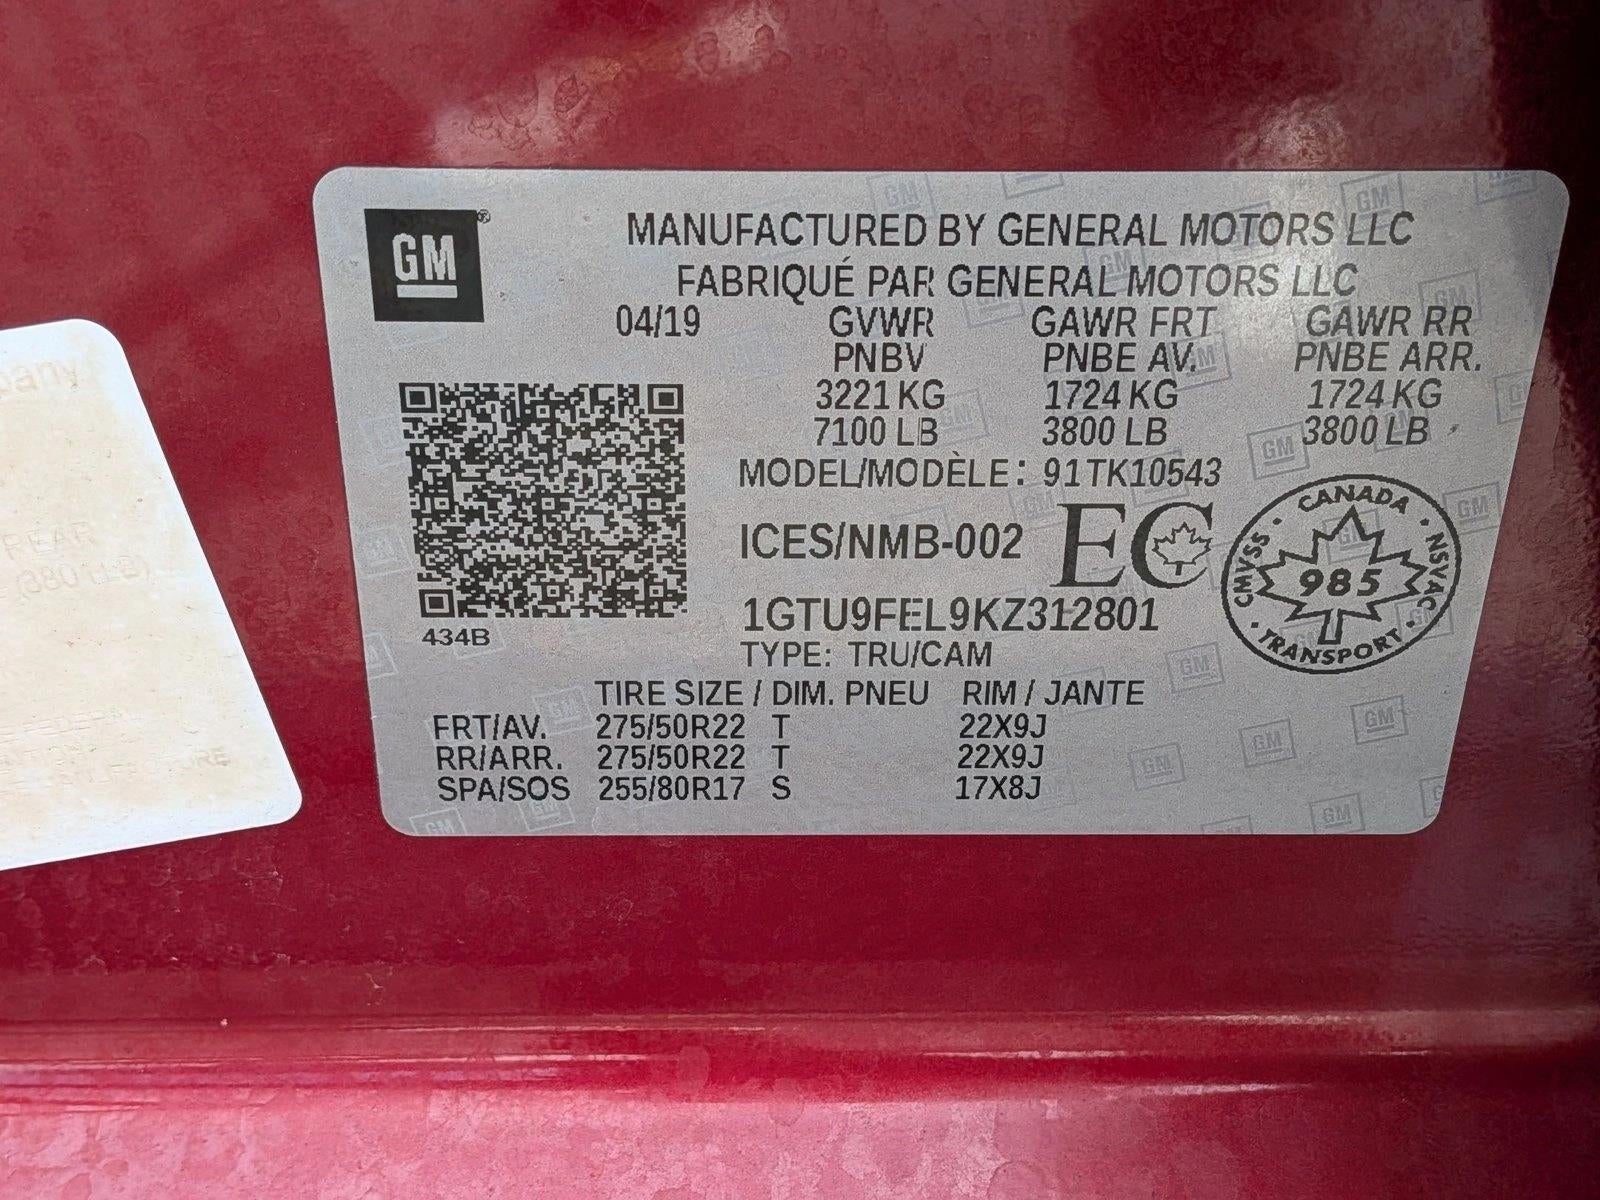 GM®
MANUFACTURED BY GENERAL MOTORS LLC
FABRIQUÉ PAR GENERAL MOTORS LLC
04/19 GVWR GAWR FRT GAWR RR
PNBV PNBE AV. PNBE ARR.
3221 KG 1724 KG 1724 KG
7100 LB 3800 LB 3800 LB
MODEL/MODÈLE: 91TK10543
ICES/NMB-002 EC
CANADA
CMVSS 985 NSVAC
TRANSPORT
1GTU9FEL9KZ312801
434B
TYPE: TRU/CAM
TIRE SIZE / DIM. PNEU RIM / JANTE
FRT/AV. 275/50R22 T 22X9J
RR/ARR. 275/50R22 T 22X9J
SPA/SOS 255/80R17 S 17X8J
REAR